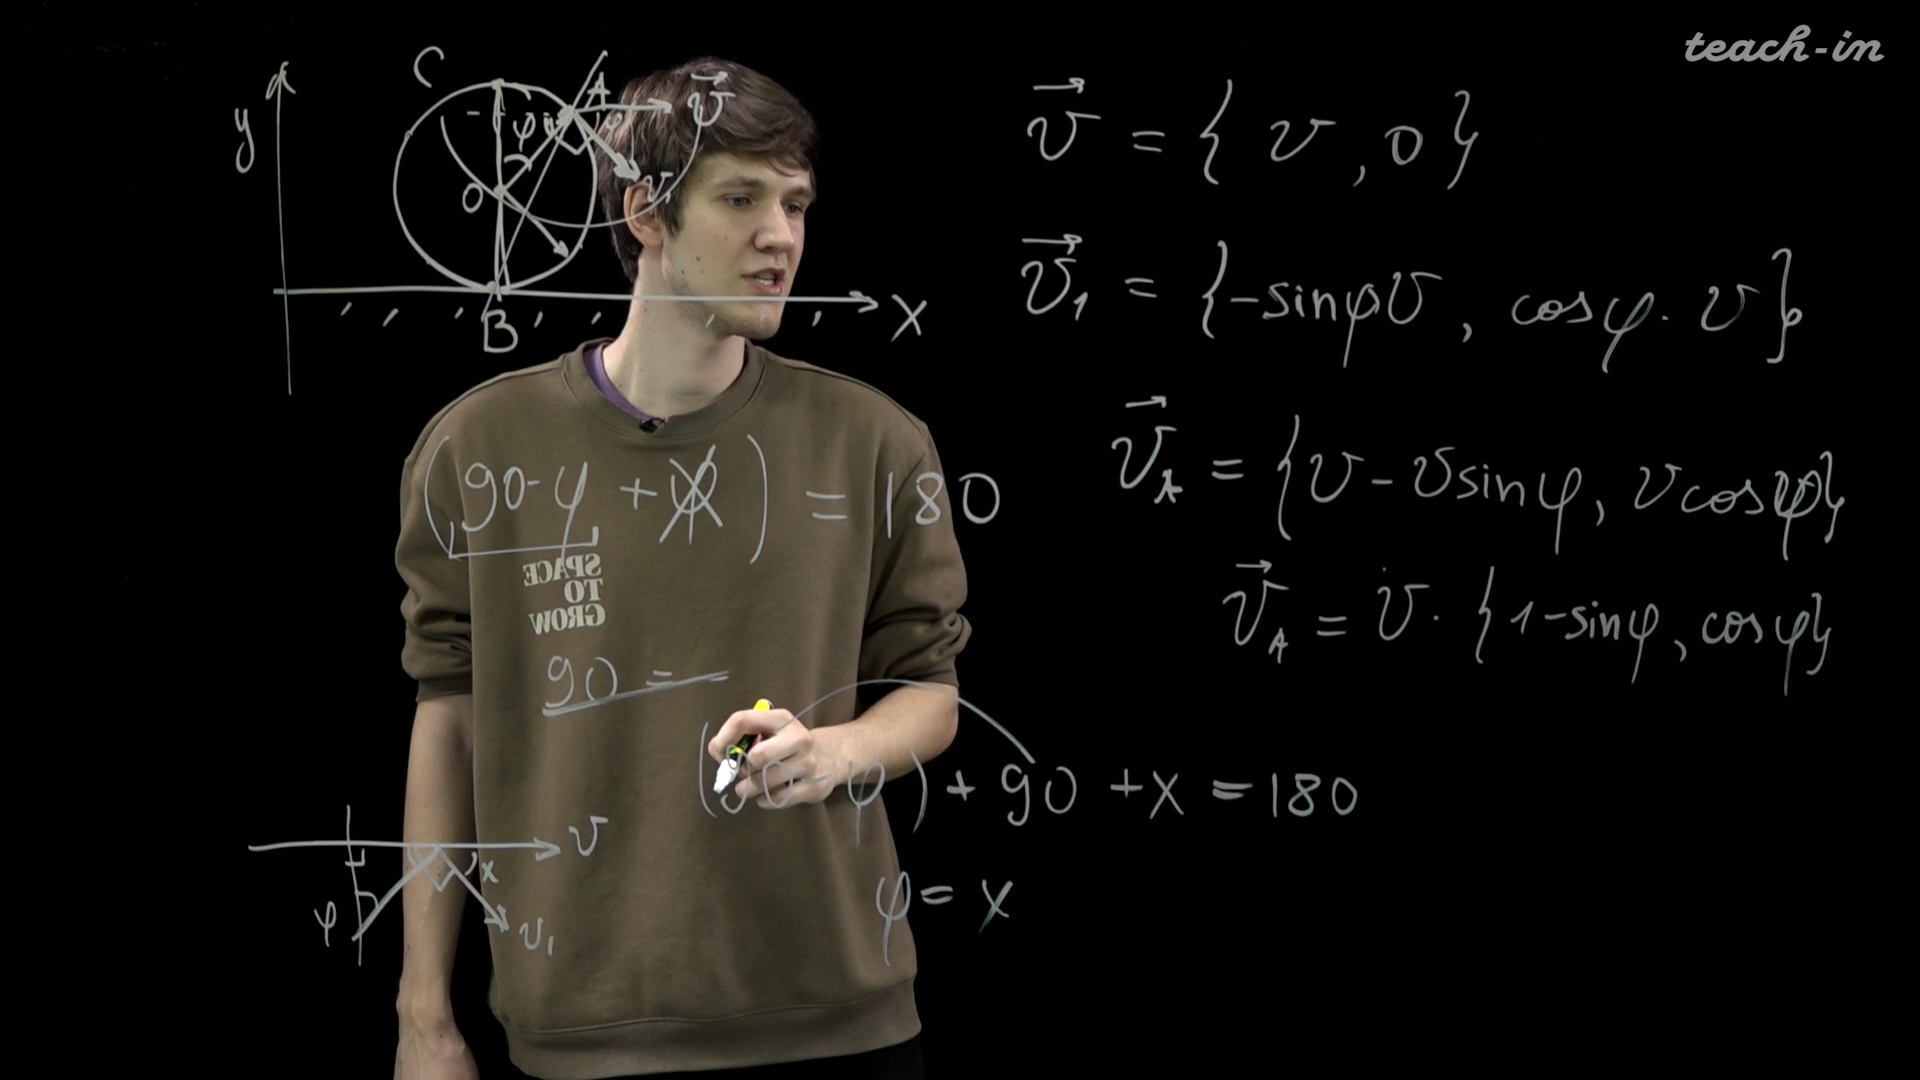 teach-in
y
C
A
v⃗
φ
v₁
O
B
x
v⃗ = { v , 0 }
v⃗₁ = { -sinφ v , cosφ · v }
v⃗_A = { v - v sinφ, v cosφ }
v⃗_A = v · { 1-sinφ, cosφ }
(90-φ + φ) = 180
SPACE
TO
GROW
90 =
(90-φ) + 90 + x = 180
φ = x
v
x
φ
v₁